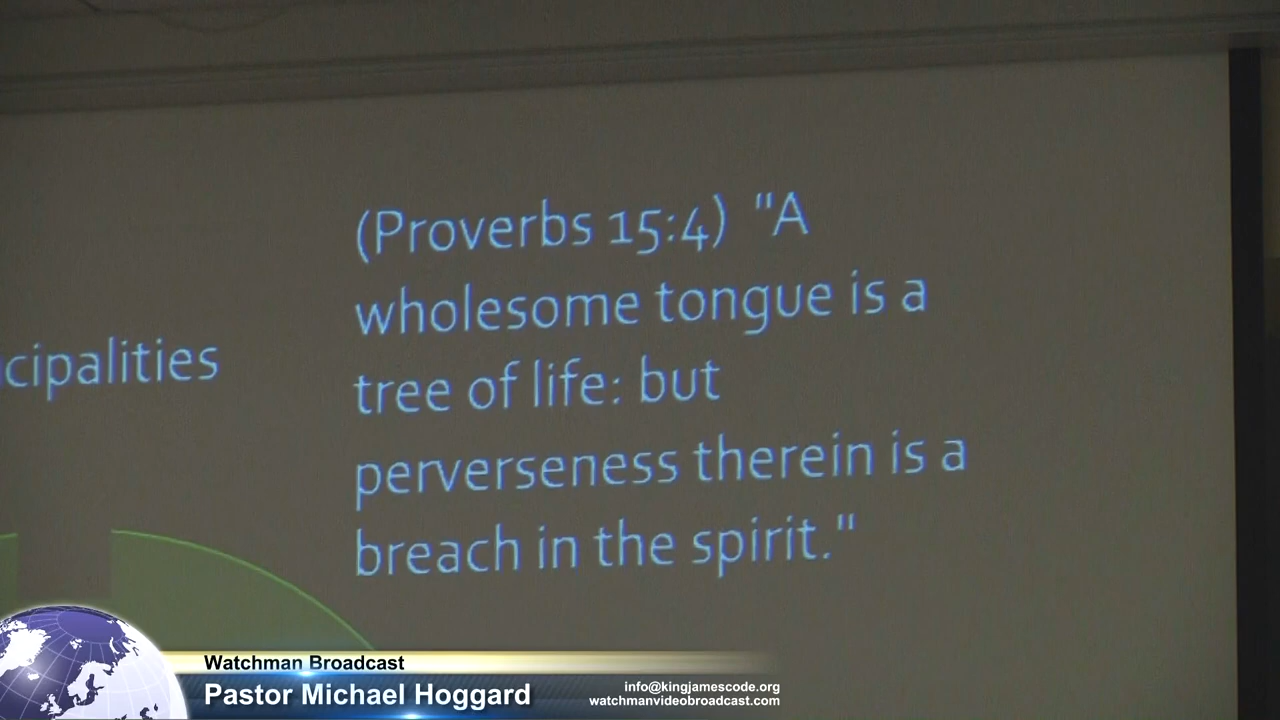 (Proverbs 15:4) "A
wholesome tongue is a
tree of life: but
perverseness therein is a
breach in the spirit."
cipalities
Watchman Broadcast
Pastor Michael Hoggard
info@kingjamescode.org
watchmanvideobroadcast.com